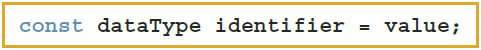 const dataType identifier = value;